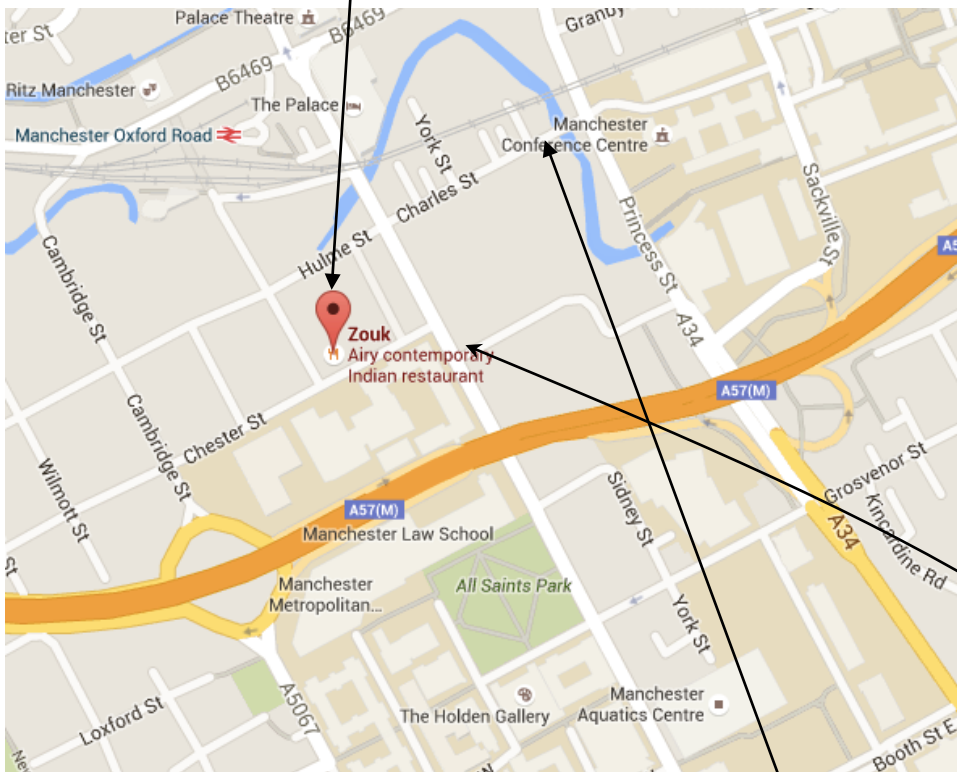 Palace Theatre
B6469
Granby
ter St
B6469
Ritz Manchester
The Palace
Manchester Oxford Road
York St
Manchester
Conference Centre
Charles St
Sackville St
Princess St
Hulme St
Cambridge St
A5
A34
Zouk
Airy contemporary
Indian restaurant
A57(M)
Cambridge St
Chester St
Wilmott St
Grosvenor St
Sidney St
Kincardine Rd
A57(M)
Manchester Law School
A34
St
All Saints Park
Manchester
Metropolitan...
York St
A5067
Loxford St
The Holden Gallery
Manchester
Aquatics Centre
Booth St E